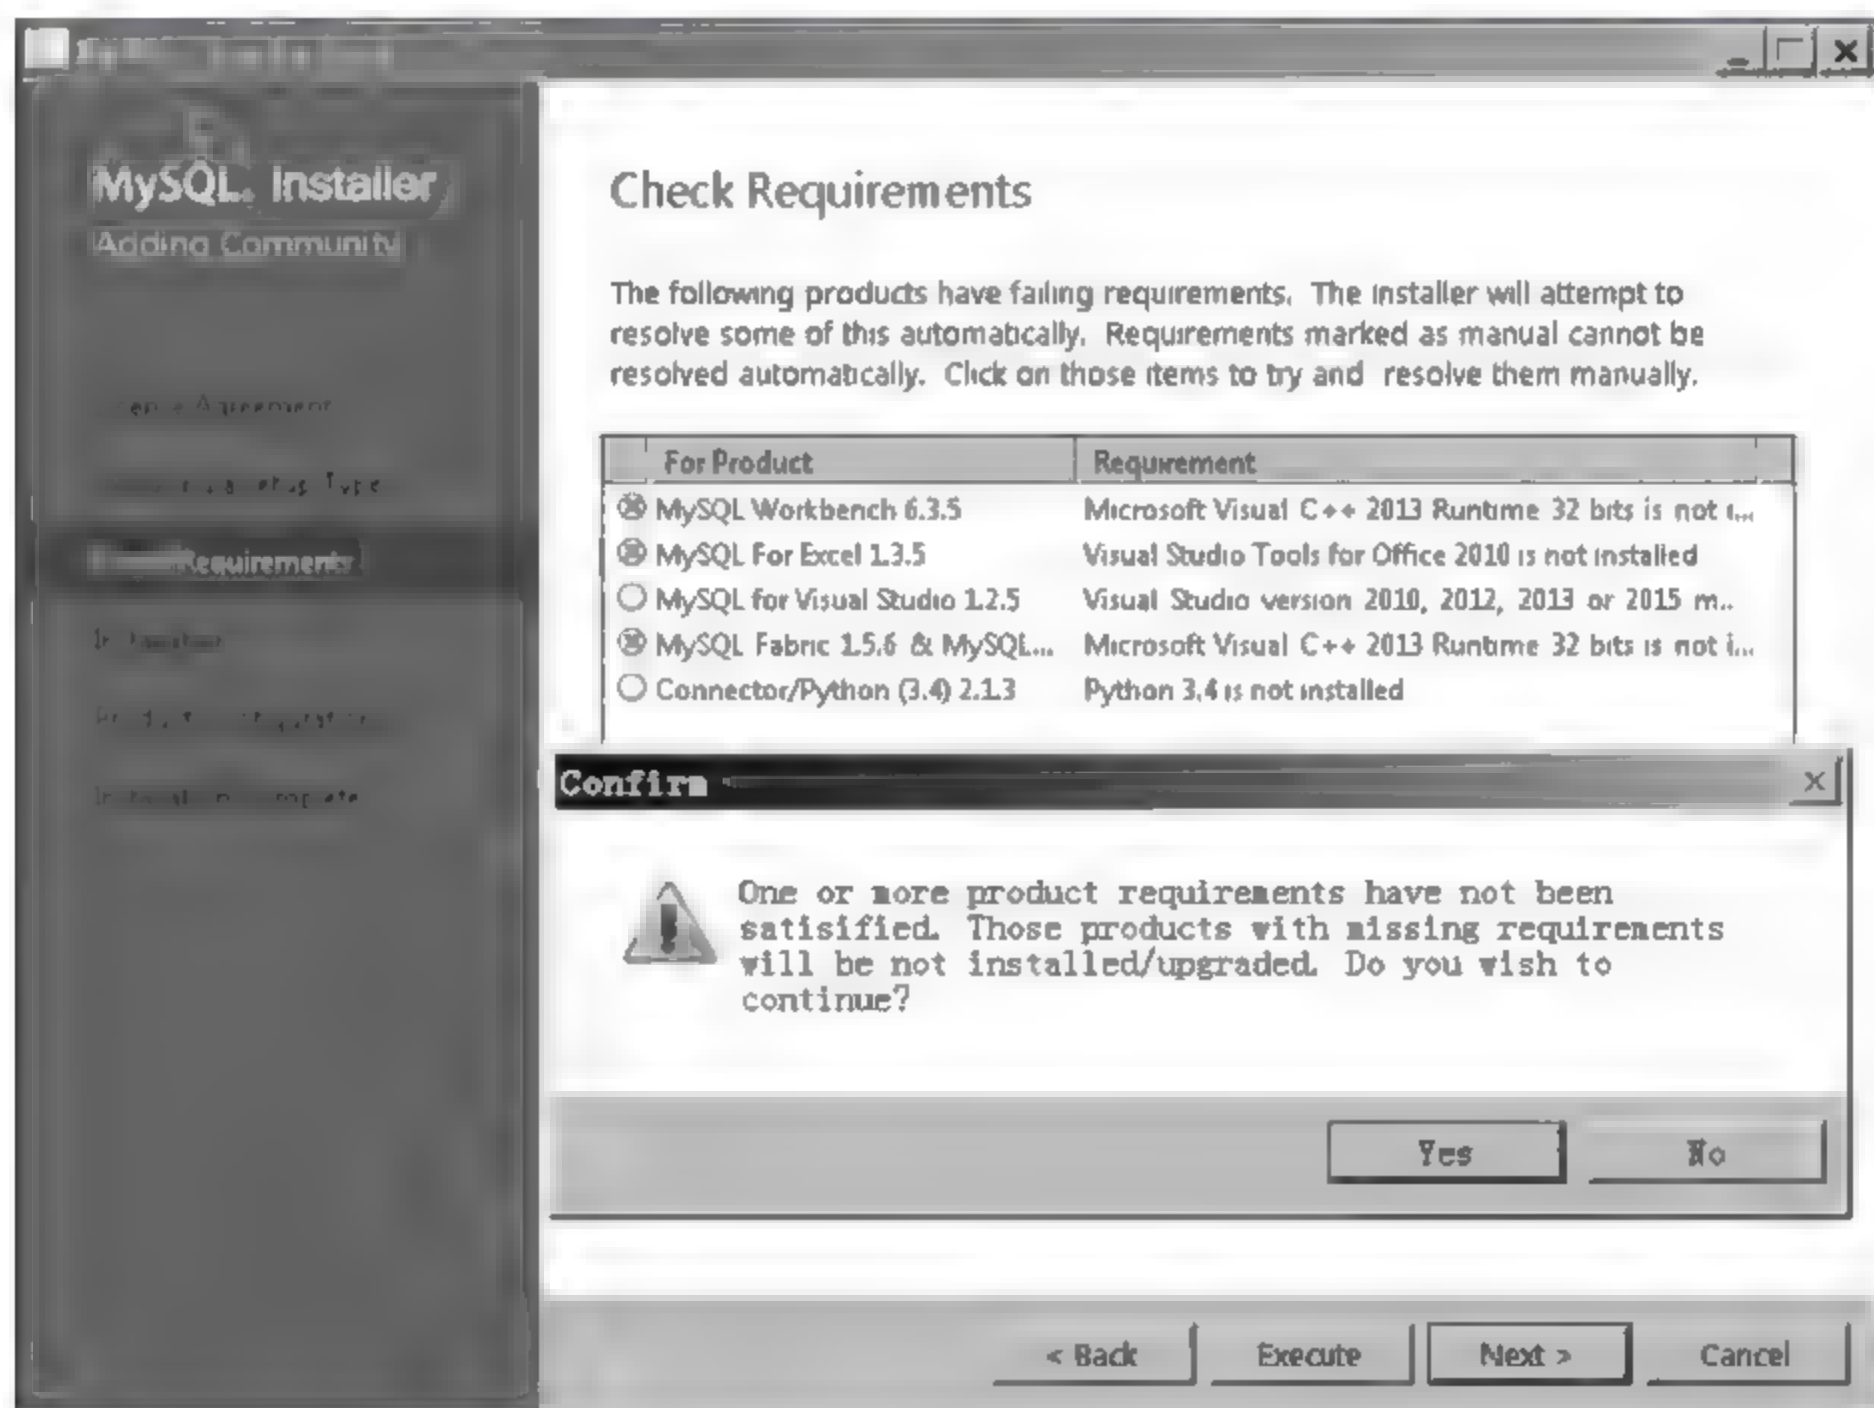 MySQL. Installer
Adding Community
Agreement
Type
Requirements
Check Requirements
The following products have failing requirements. The installer will attempt to
resolve some of this automatically. Requirements marked as manual cannot be
resolved automatically. Click on those items to try and resolve them manually.
For Product Requirement
MySQL Workbench 6.3.5 Microsoft Visual C++ 2013 Runtime 32 bits is not i...
MySQL For Excel 1.3.5 Visual Studio Tools for Office 2010 is not installed
MySQL for Visual Studio 1.2.5 Visual Studio version 2010, 2012, 2013 or 2015 m...
MySQL Fabric 1.5.6 & MySQL... Microsoft Visual C++ 2013 Runtime 32 bits is not i...
Connector/Python (3.4) 2.1.3 Python 3.4 is not installed
Confirm
One or more product requirements have not been
satisified. Those products with missing requirements
will be not installed/upgraded. Do you wish to
continue?
Yes No
< Back Execute Next > Cancel